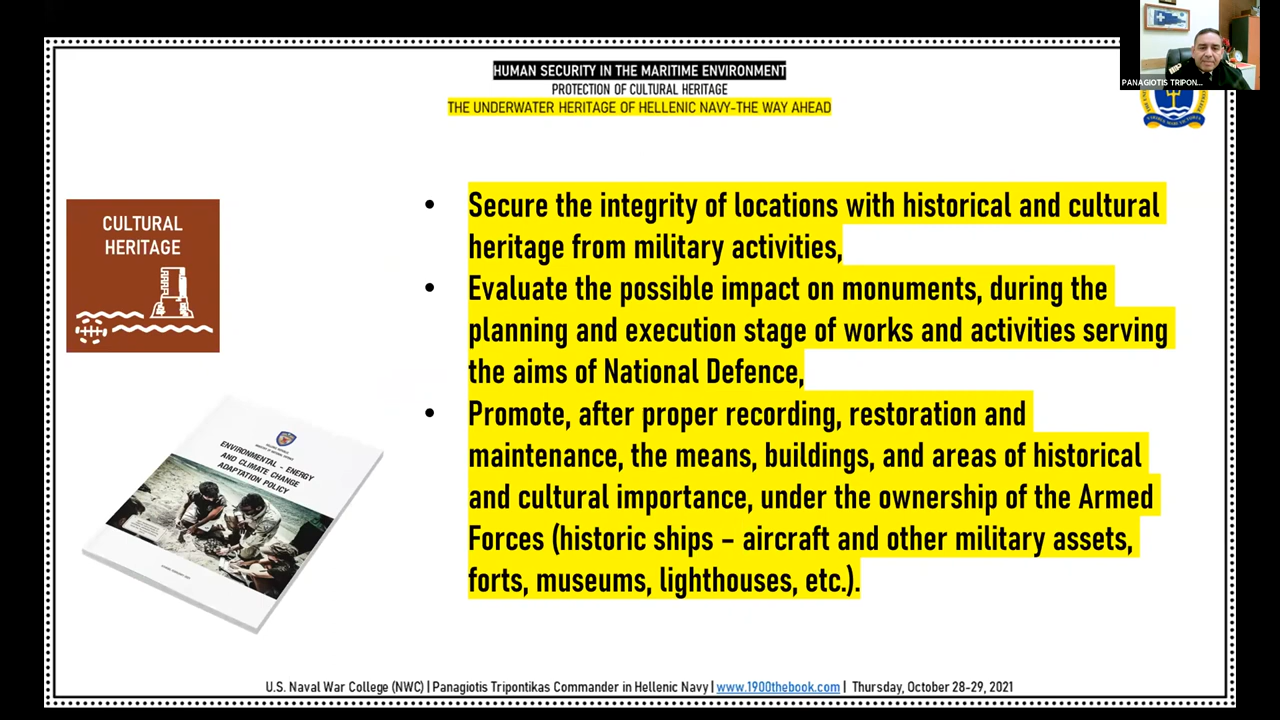 HUMAN SECURITY IN THE MARITIME ENVIRONMENT
PROTECTION OF CULTURAL HERITAGE
THE UNDERWATER HERITAGE OF HELLENIC NAVY-THE WAY AHEAD
PANAGIOTIS TRIPON...
CULTURAL
HERITAGE
ENVIRONMENTAL - ENERGY
AND CLIMATE CHANGE
ADAPTATION POLICY
• Secure the integrity of locations with historical and cultural
heritage from military activities,
• Evaluate the possible impact on monuments, during the
planning and execution stage of works and activities serving
the aims of National Defence,
• Promote, after proper recording, restoration and
maintenance, the means, buildings, and areas of historical
and cultural importance, under the ownership of the Armed
Forces (historic ships – aircraft and other military assets,
forts, museums, lighthouses, etc.).
U.S. Naval War College (NWC) | Panagiotis Tripontikas Commander in Hellenic Navy | www.1900thebook.com | Thursday, October 28-29, 2021